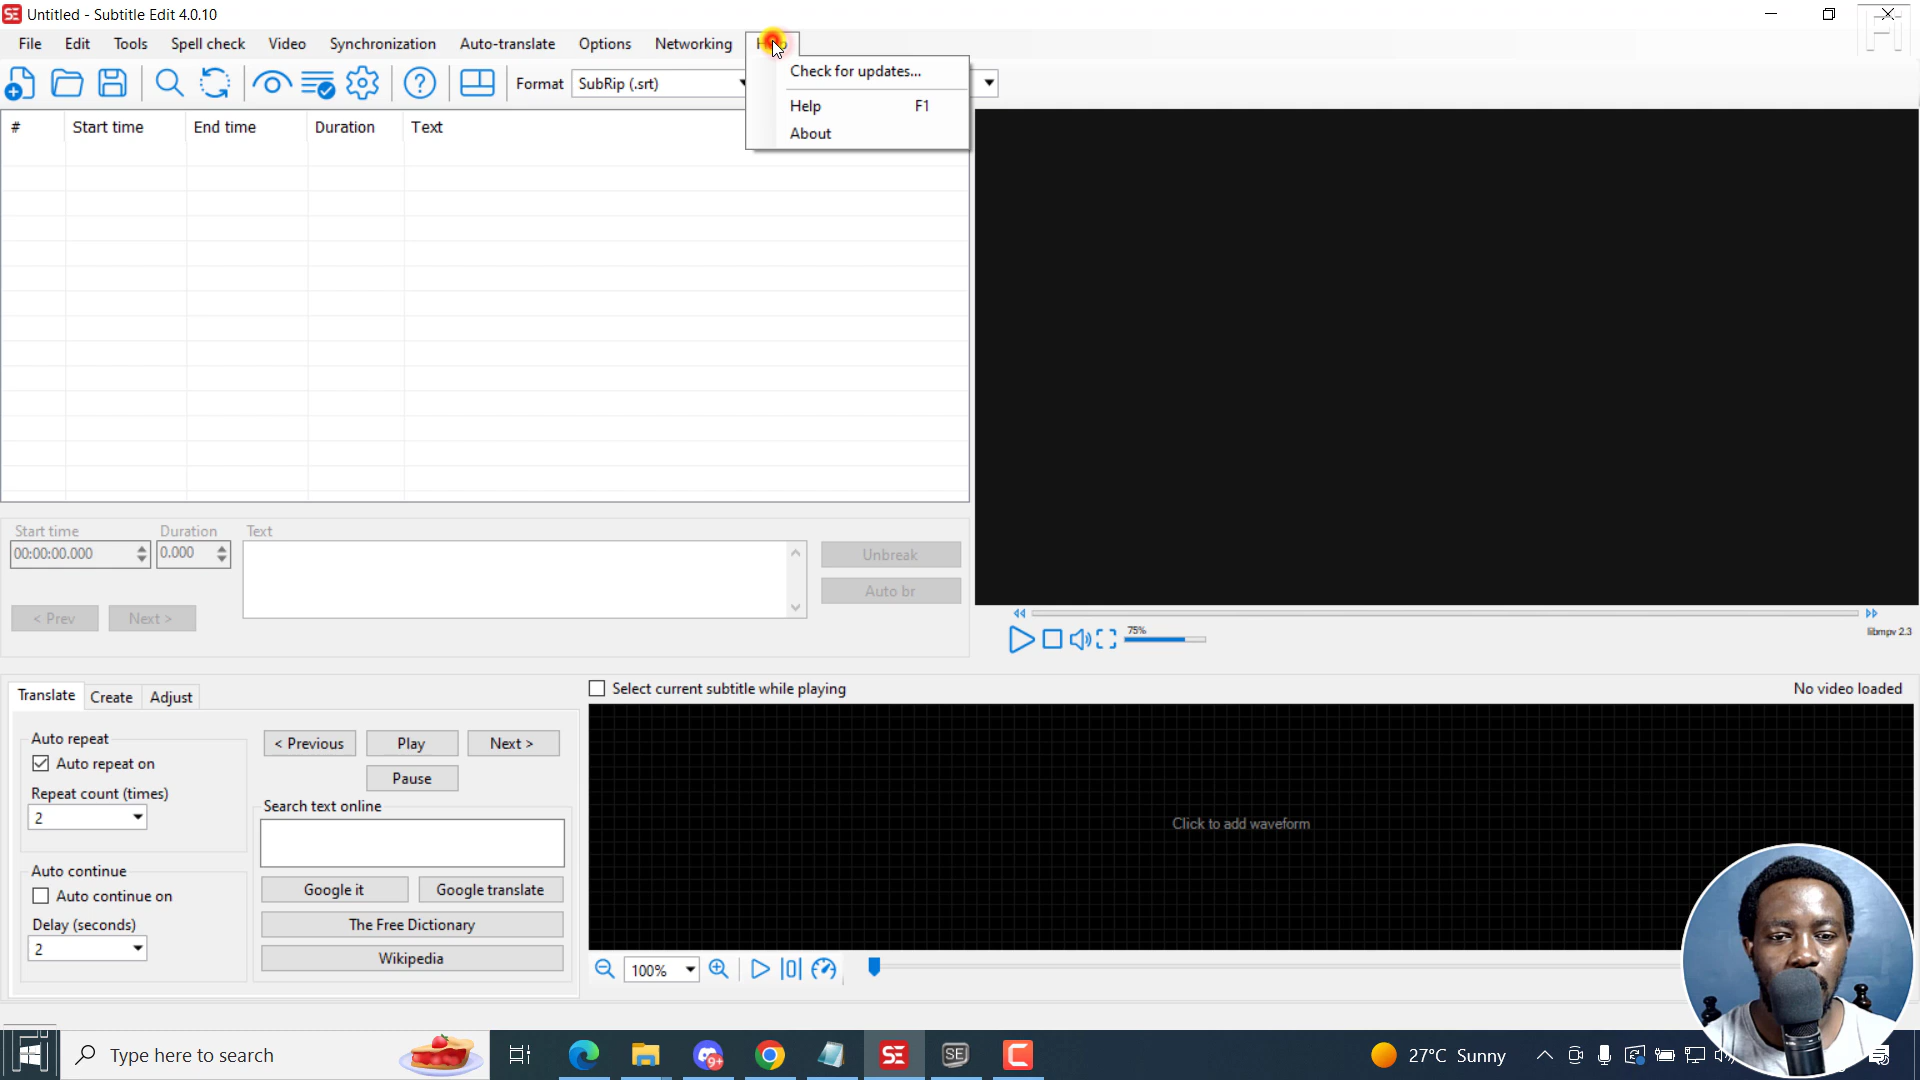 Untitled - Subtitle Edit 4.0.10
File Edit Tools Spell check Video Synchronization Auto-translate Options Networking
Check for updates...
Help F1
About
Format SubRip (.srt)
# Start time End time Duration Text
Start time Duration Text
00:00:00.000 0.000
Unbreak
Auto br
< Prev Next >
75%
libmpv 2.3
Translate Create Adjust
Select current subtitle while playing
No video loaded
Auto repeat
Auto repeat on
Repeat count (times)
2
Auto continue
Auto continue on
Delay (seconds)
2
< Previous Play Next >
Pause
Search text online
Google it Google translate
The Free Dictionary
Wikipedia
Click to add waveform
100%
Type here to search
9+
SE
SE
27°C Sunny